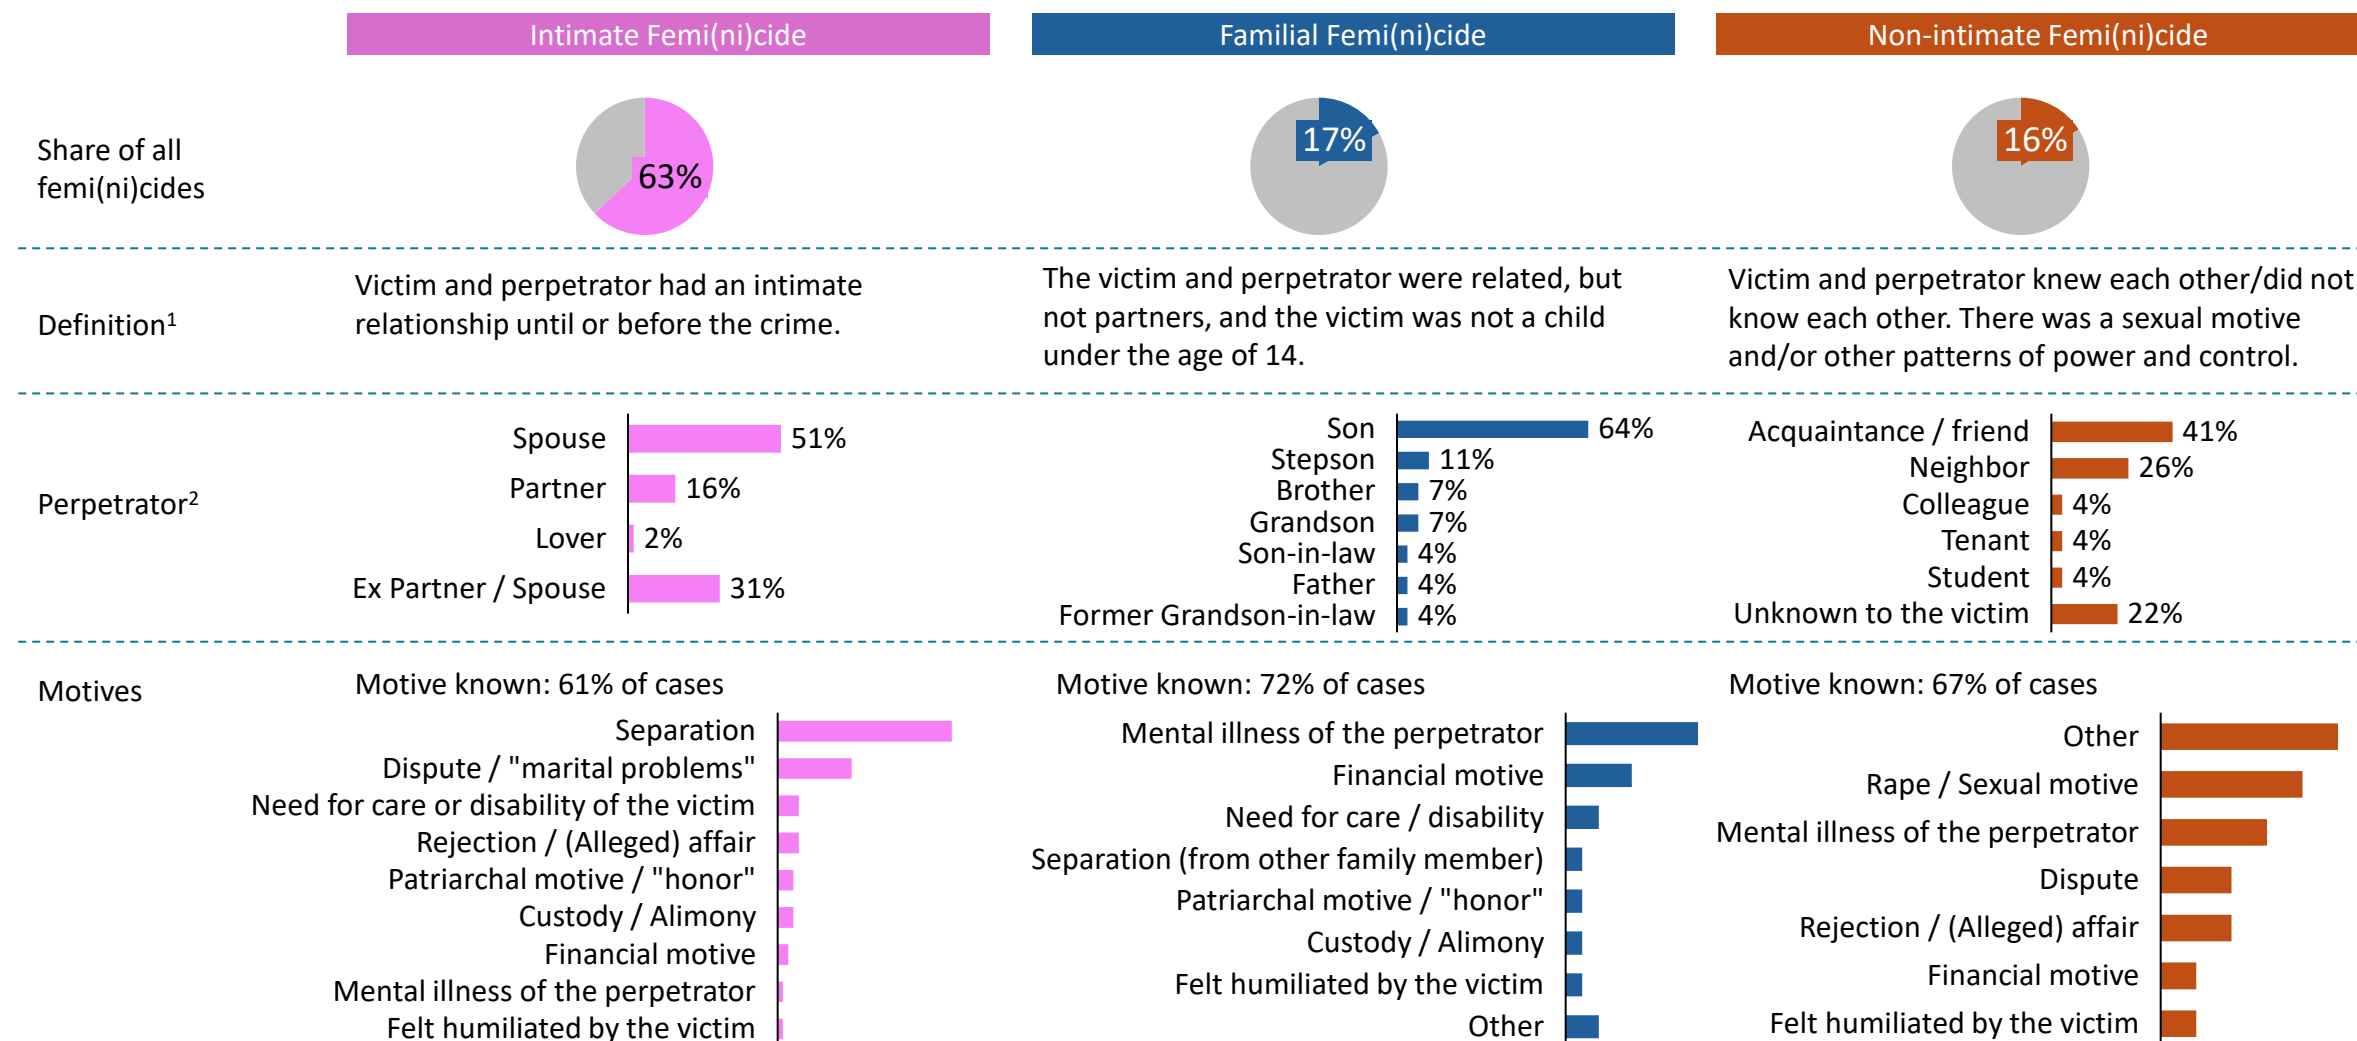 Intimate Femi(ni)cide
Familial Femi(ni)cide
Non-intimate Femi(ni)cide
Share of all
femi(ni)cides
63%
17%
16%
Definition¹
Victim and perpetrator had an intimate
relationship until or before the crime.
The victim and perpetrator were related, but
not partners, and the victim was not a child
under the age of 14.
Victim and perpetrator knew each other/did not
know each other. There was a sexual motive
and/or other patterns of power and control.
Perpetrator²
Spouse 51%
Partner 16%
Lover 2%
Ex Partner / Spouse 31%
Son 64%
Stepson 11%
Brother 7%
Grandson 7%
Son-in-law 4%
Father 4%
Former Grandson-in-law 4%
Acquaintance / friend 41%
Neighbor 26%
Colleague 4%
Tenant 4%
Student 4%
Unknown to the victim 22%
Motives
Motive known: 61% of cases
Separation
Dispute / "marital problems"
Need for care or disability of the victim
Rejection / (Alleged) affair
Patriarchal motive / "honor"
Custody / Alimony
Financial motive
Mental illness of the perpetrator
Felt humiliated by the victim
Motive known: 72% of cases
Mental illness of the perpetrator
Financial motive
Need for care / disability
Separation (from other family member)
Patriarchal motive / "honor"
Custody / Alimony
Felt humiliated by the victim
Other
Motive known: 67% of cases
Other
Rape / Sexual motive
Mental illness of the perpetrator
Dispute
Rejection / (Alleged) affair
Financial motive
Felt humiliated by the victim